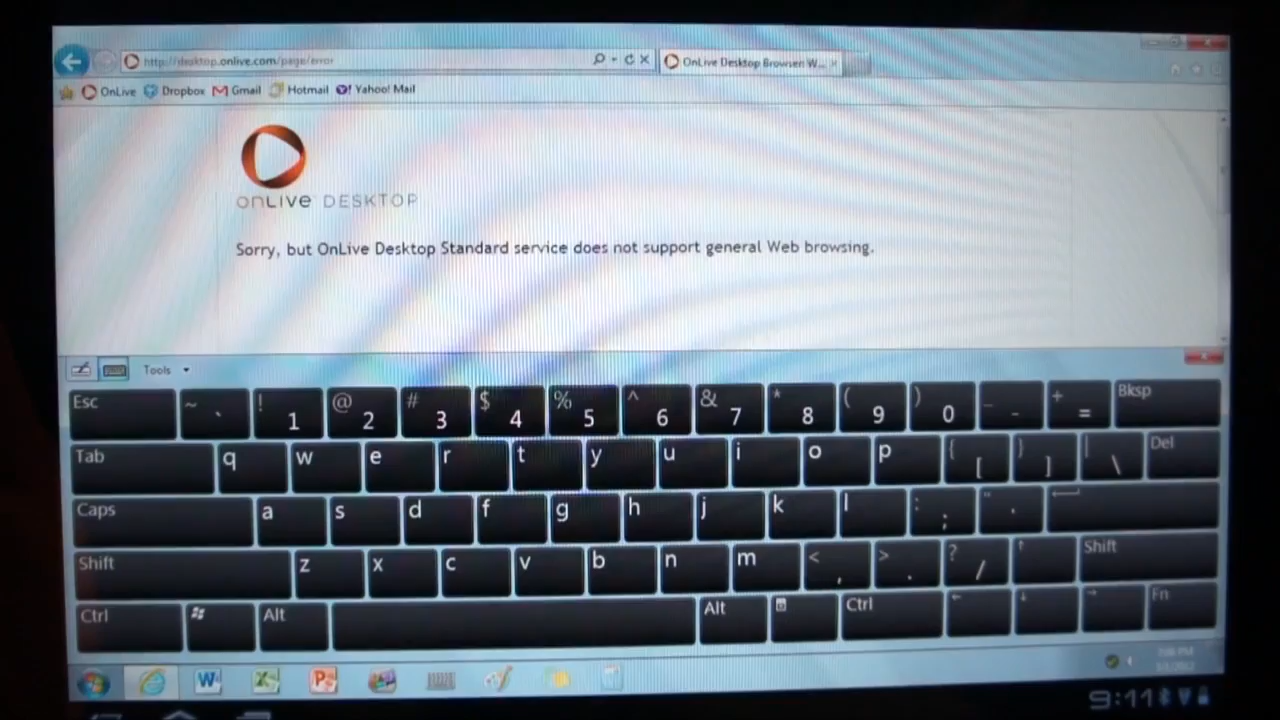 http://desktop.onlive.com/page/error
OnLive Desktop Browser W...
OnLive Dropbox Gmail Hotmail Yahoo! Mail
onLIVE DESKTOP
Sorry, but OnLive Desktop Standard service does not support general Web browsing.
Tools
Esc ~ ` ! 1 @ 2 # 3 $ 4 % 5 ^ 6 & 7 * 8 ( 9 ) 0 _ - + = Bksp
Tab q w e r t y u i o p { [ } ] | \ Del
Caps a s d f g h j k l : ; " '
Shift z x c v b n m < , > . ? / ↑ Shift
Ctrl Alt Alt Ctrl ← ↓ → Fn
9:11